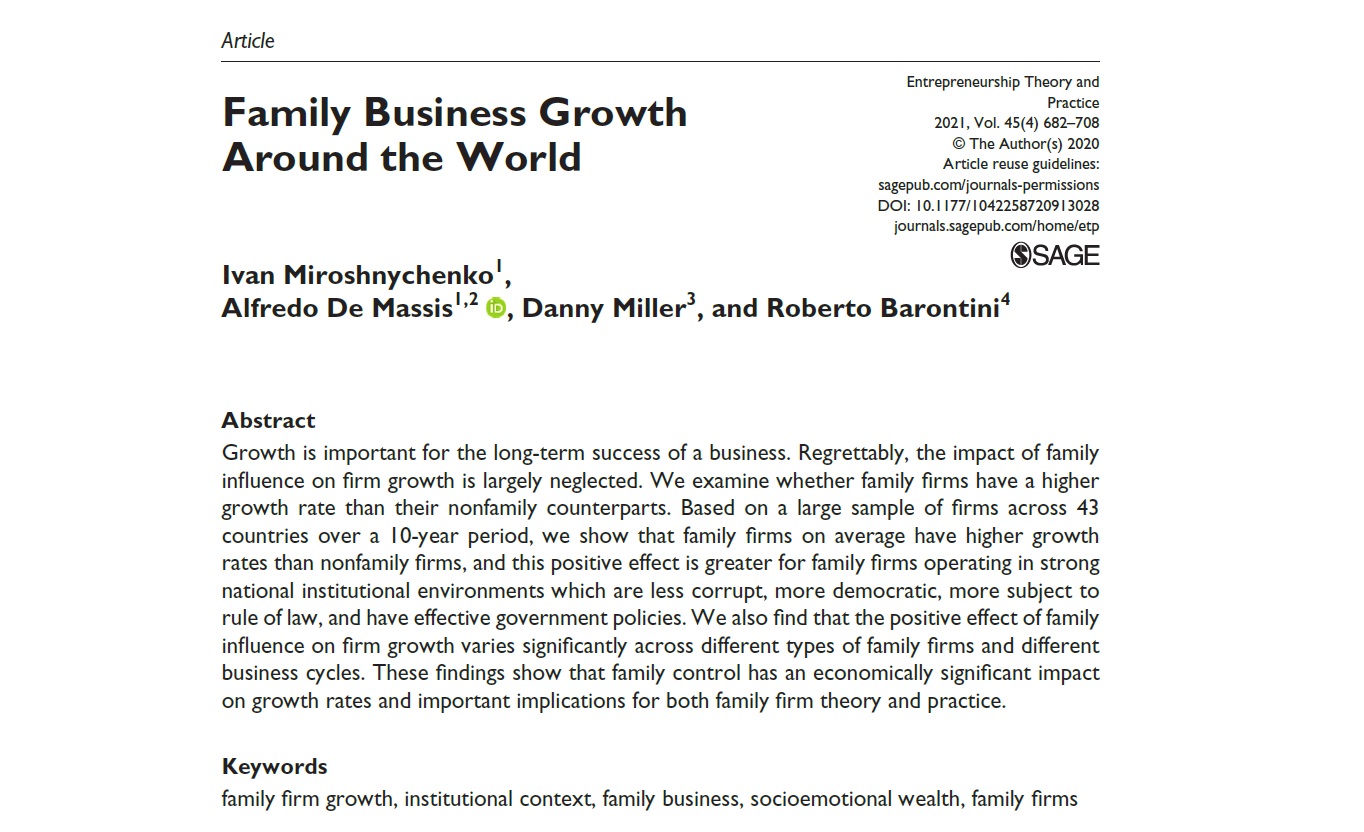 Article
Family Business Growth
Around the World
Entrepreneurship Theory and
Practice
2021, Vol. 45(4) 682–708
© The Author(s) 2020
Article reuse guidelines:
sagepub.com/journals-permissions
DOI: 10.1177/1042258720913028
journals.sagepub.com/home/etp
SAGE
Ivan Miroshnychenko1,
Alfredo De Massis1,2 iD, Danny Miller3, and Roberto Barontini4
Abstract
Growth is important for the long-term success of a business. Regrettably, the impact of family
influence on firm growth is largely neglected. We examine whether family firms have a higher
growth rate than their nonfamily counterparts. Based on a large sample of firms across 43
countries over a 10-year period, we show that family firms on average have higher growth
rates than nonfamily firms, and this positive effect is greater for family firms operating in strong
national institutional environments which are less corrupt, more democratic, more subject to
rule of law, and have effective government policies. We also find that the positive effect of family
influence on firm growth varies significantly across different types of family firms and different
business cycles. These findings show that family control has an economically significant impact
on growth rates and important implications for both family firm theory and practice.
Keywords
family firm growth, institutional context, family business, socioemotional wealth, family firms